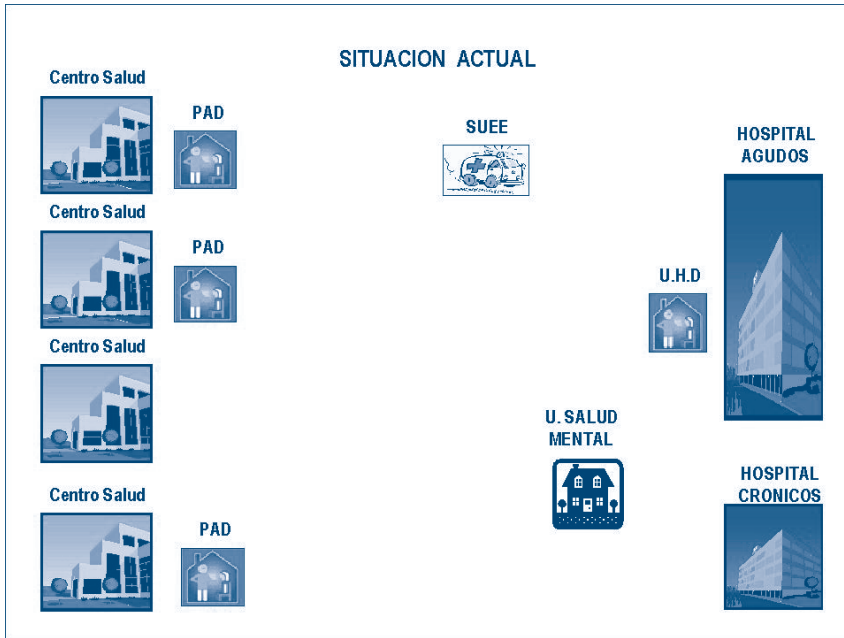 SITUACION ACTUAL
Centro Salud
PAD
SUEE
HOSPITAL
AGUDOS
Centro Salud
PAD
U.H.D
Centro Salud
U. SALUD
MENTAL
HOSPITAL
CRONICOS
Centro Salud
PAD